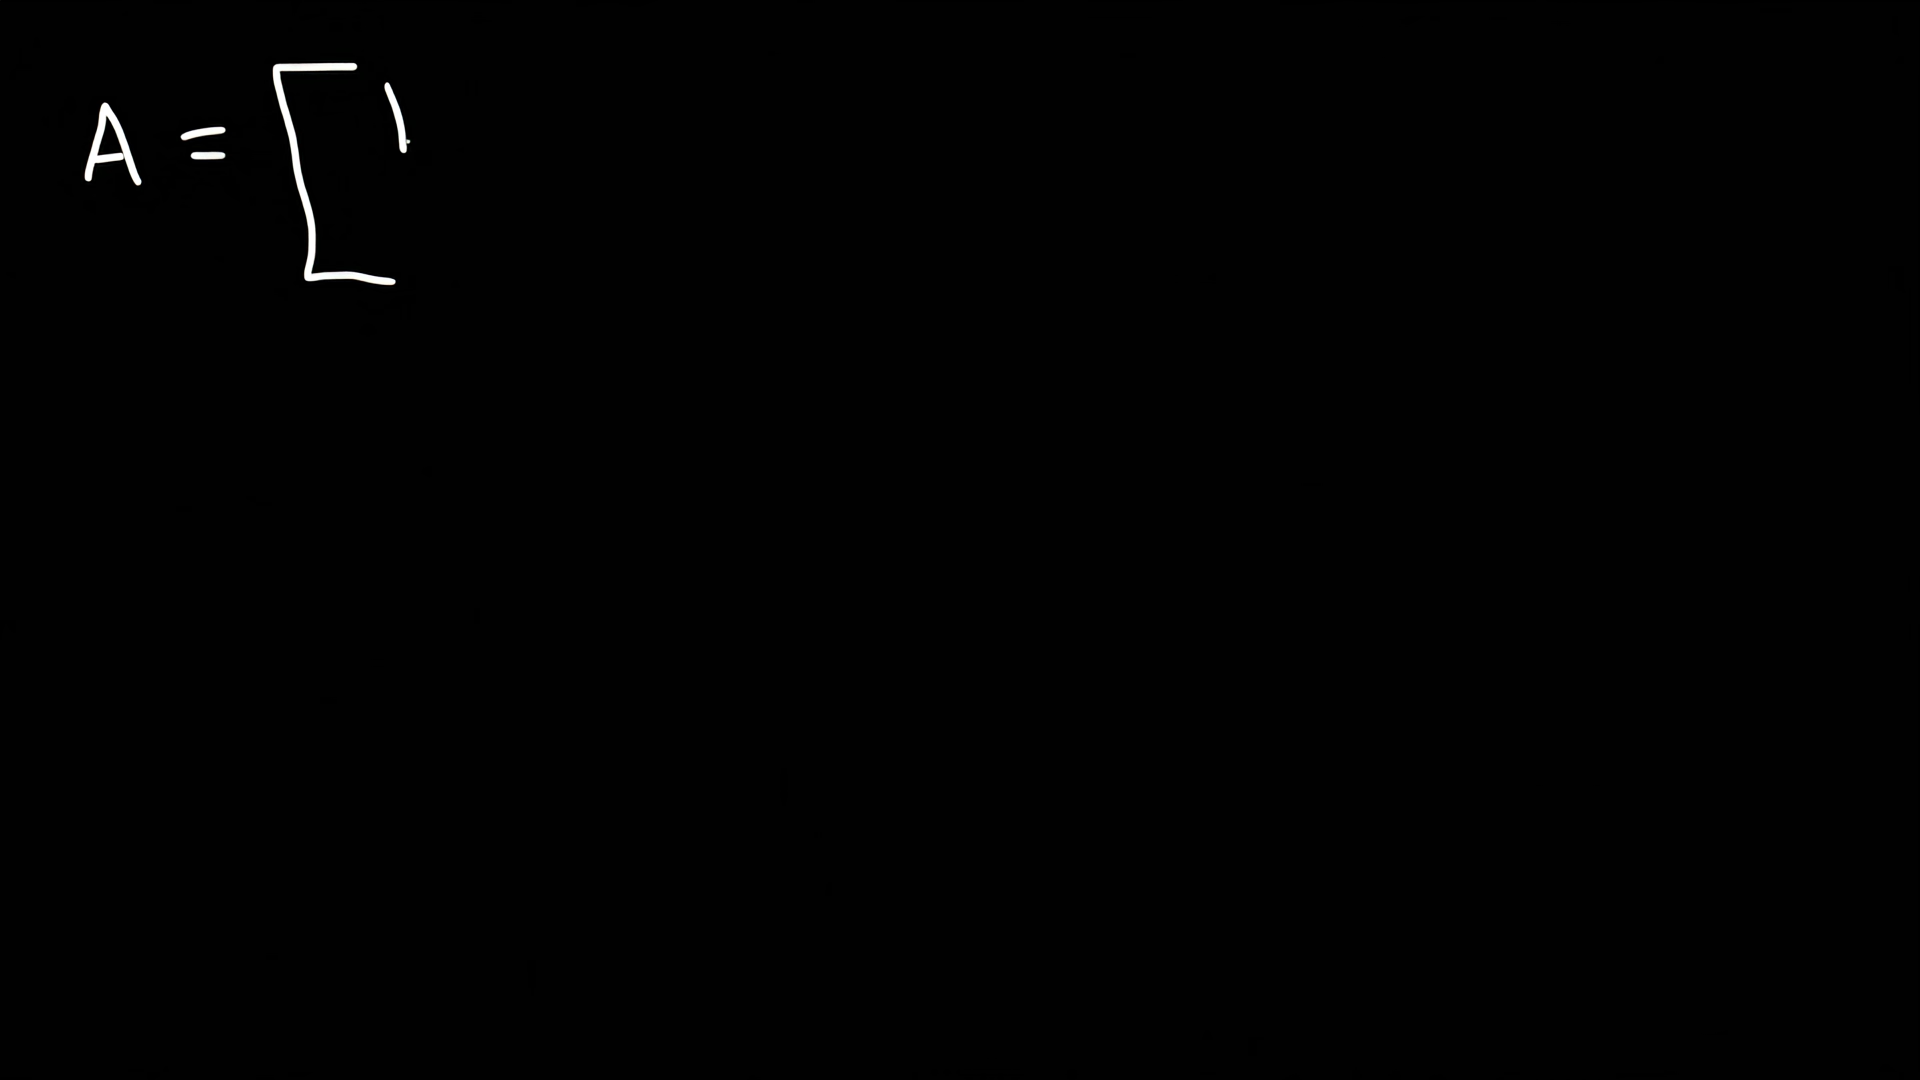 A = [ 1